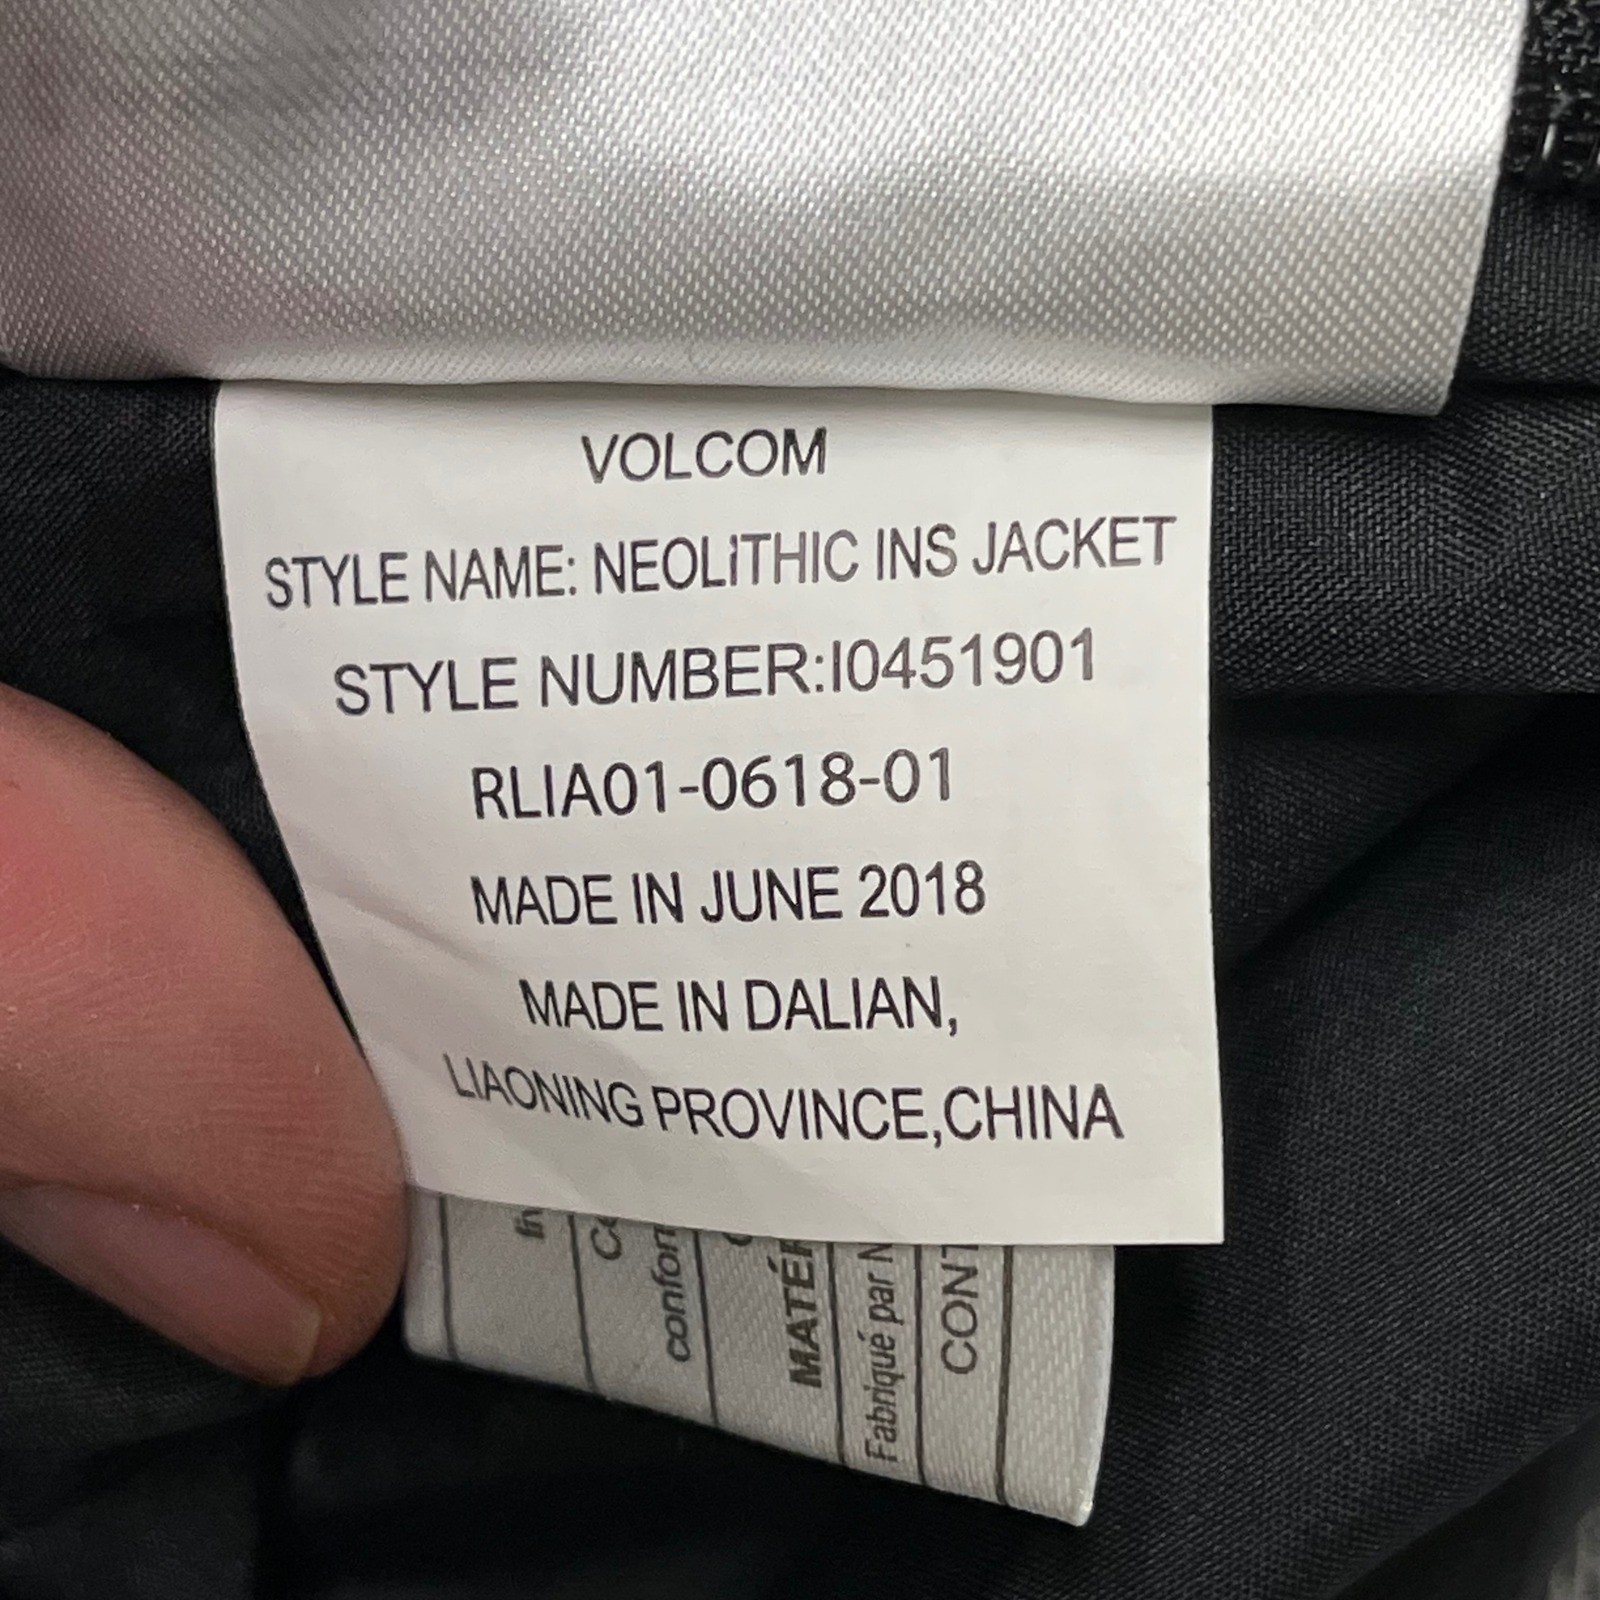 VOLCOM
STYLE NAME: NEOLITHIC INS JACKET
STYLE NUMBER:I0451901
RLIA01-0618-01
MADE IN JUNE 2018
MADE IN DALIAN,
LIAONING PROVINCE,CHINA
confor
MATÉR
Fabriqué par N
CONT